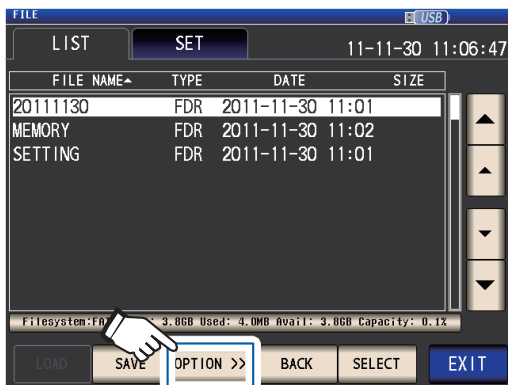 FILE USB
LIST SET 11-11-30 11:06:47
FILE NAME TYPE DATE SIZE
20111130 FDR 2011-11-30 11:01
MEMORY FDR 2011-11-30 11:02
SETTING FDR 2011-11-30 11:01
Filesystem: 3.8GB Used: 4.0MB Avail: 3.8GB Capacity: 0.1%
LOAD SAVE OPTION >> BACK SELECT EXIT